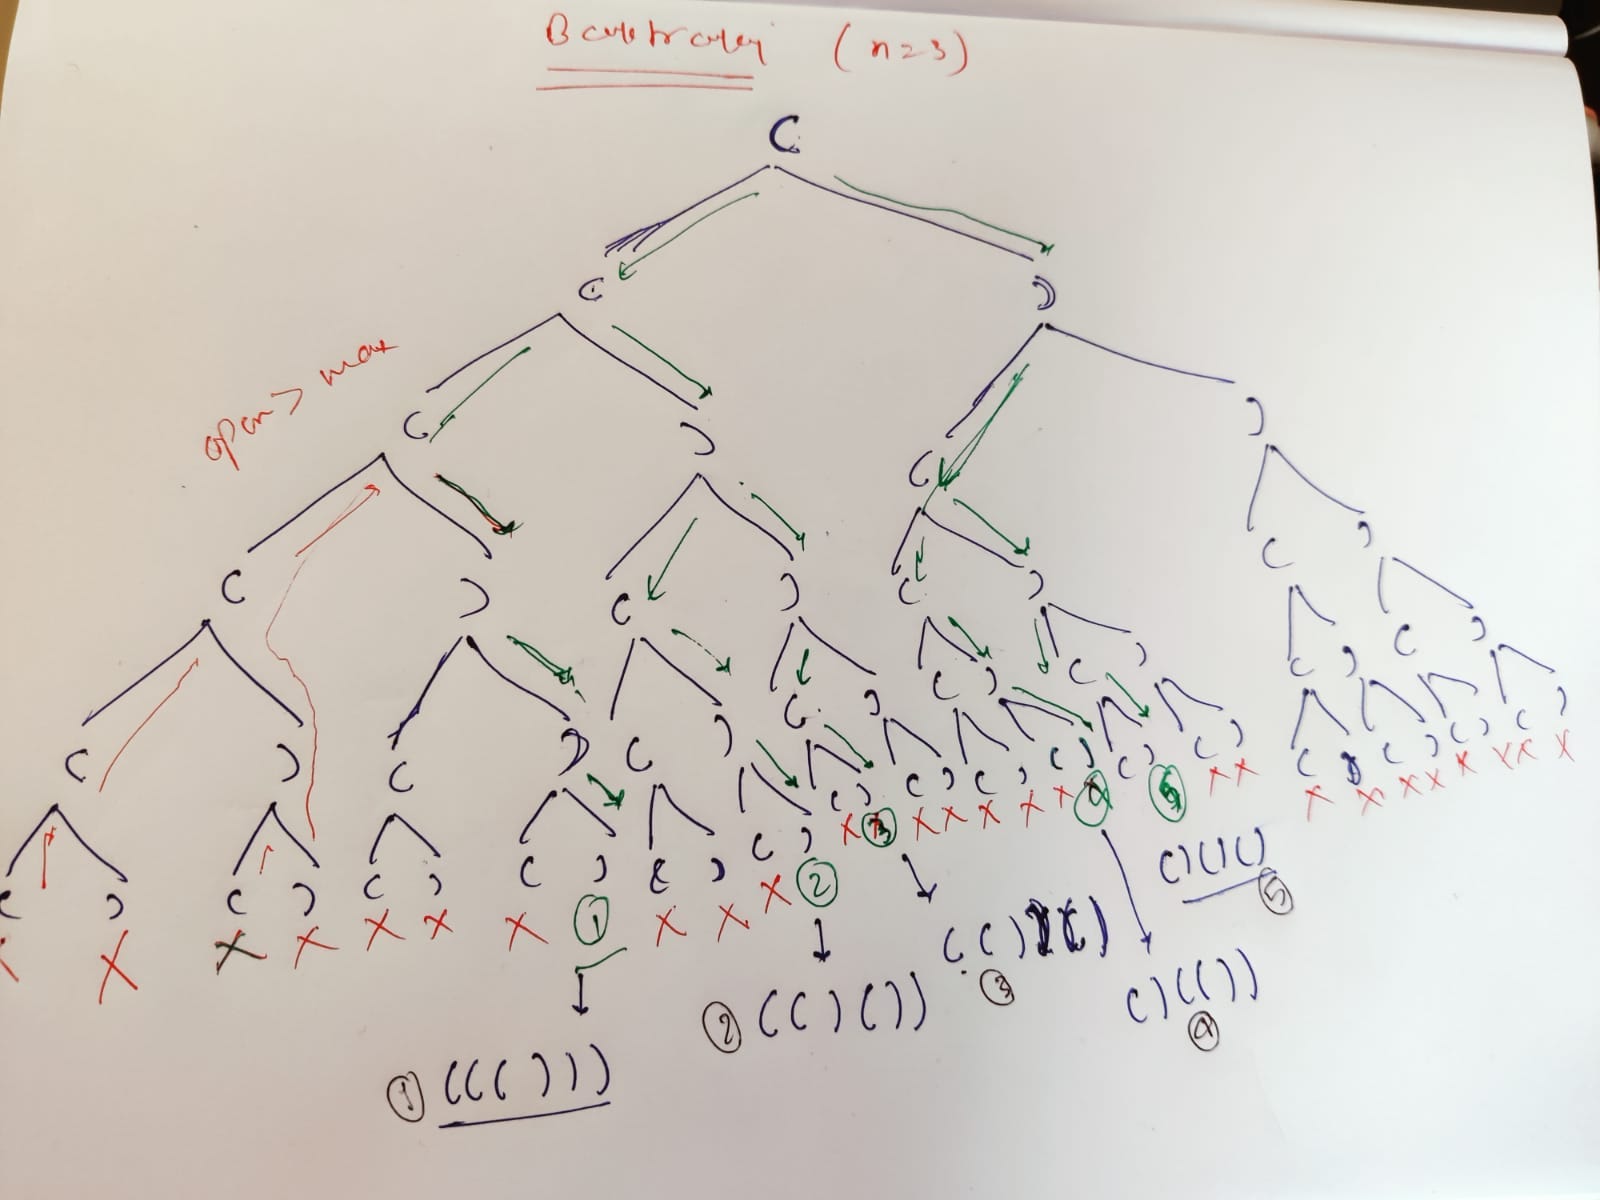 Backtracking (n=3)
(
( )
open > max
( ) ( )
( ) ( ) ( ) ( )
( ) ( ) ( ) ( ) ( ) ( ) ( ) ( )
( ) ( ) ( ) ( ) ( ) ( ) ( ) ( ) ( ) ( ) ( ) ( ) ( ) ( ) ( ) ( )
X X X X X X X ① X X X ② X ③ X X X X X ④ ⑤ X X X X X X X X X X
① ((()))
② (()())
(())()
③
()(())
④
()()()
⑤